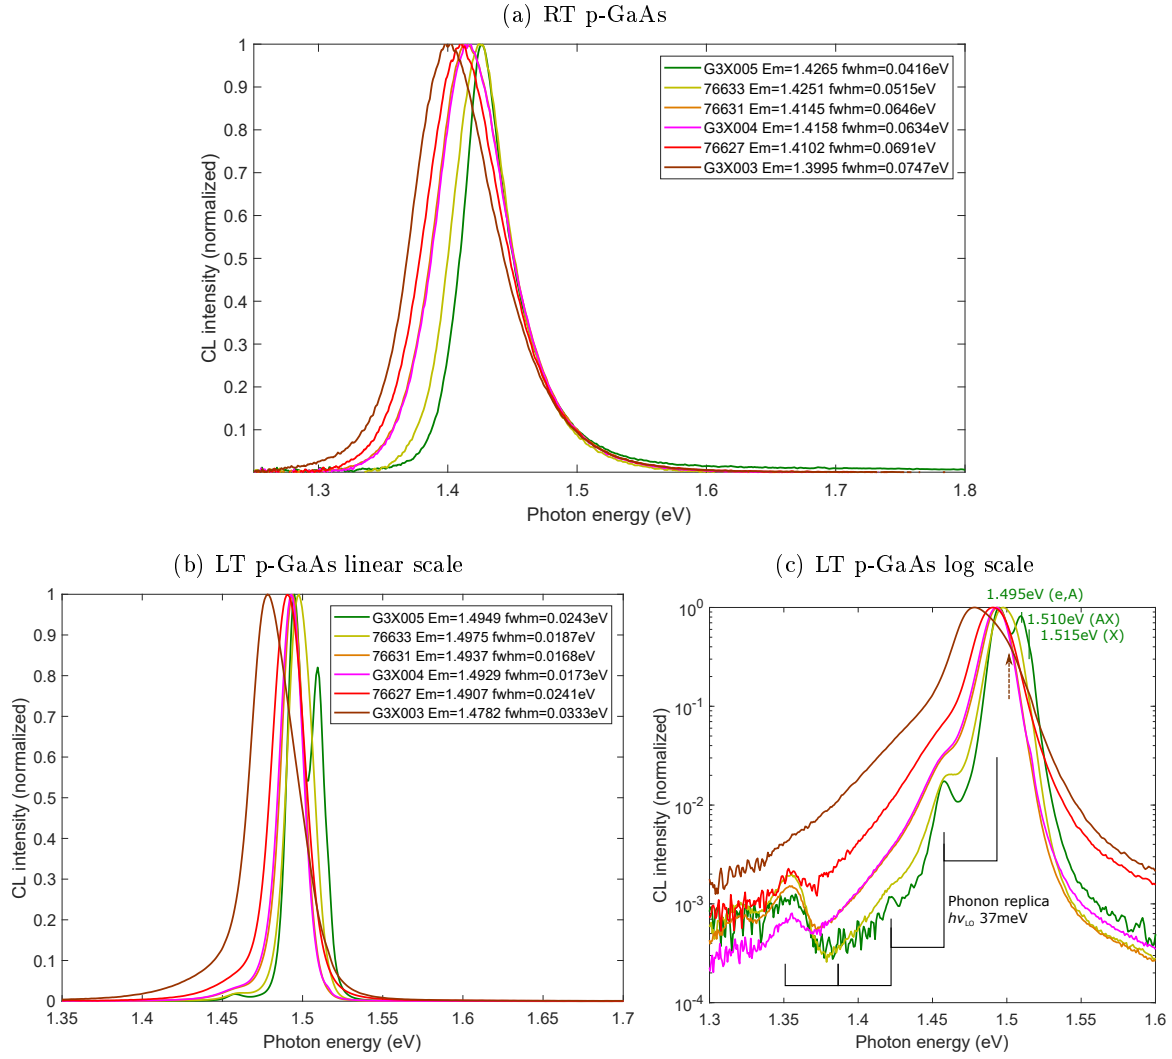 (a) RT p-GaAs
CL intensity (normalized)
1
0.9
0.8
0.7
0.6
0.5
0.4
0.3
0.2
0.1
G3X005 Em=1.4265 fwhm=0.0416eV
76633 Em=1.4251 fwhm=0.0515eV
76631 Em=1.4145 fwhm=0.0646eV
G3X004 Em=1.4158 fwhm=0.0634eV
76627 Em=1.4102 fwhm=0.0691eV
G3X003 Em=1.3995 fwhm=0.0747eV
1.3 1.4 1.5 1.6 1.7 1.8
Photon energy (eV)
(b) LT p-GaAs linear scale
CL intensity (normalized)
1
0.9
0.8
0.7
0.6
0.5
0.4
0.3
0.2
0.1
0
G3X005 Em=1.4949 fwhm=0.0243eV
76633 Em=1.4975 fwhm=0.0187eV
76631 Em=1.4937 fwhm=0.0168eV
G3X004 Em=1.4929 fwhm=0.0173eV
76627 Em=1.4907 fwhm=0.0241eV
G3X003 Em=1.4782 fwhm=0.0333eV
1.35 1.4 1.45 1.5 1.55 1.6 1.65 1.7
Photon energy (eV)
(c) LT p-GaAs log scale
1.495eV (e,A)
1.510eV (AX)
1.515eV (X)
CL intensity (normalized)
10^0
10^-1
10^-2
10^-3
10^-4
Phonon replica
hν_LO 37meV
1.3 1.35 1.4 1.45 1.5 1.55 1.6
Photon energy (eV)